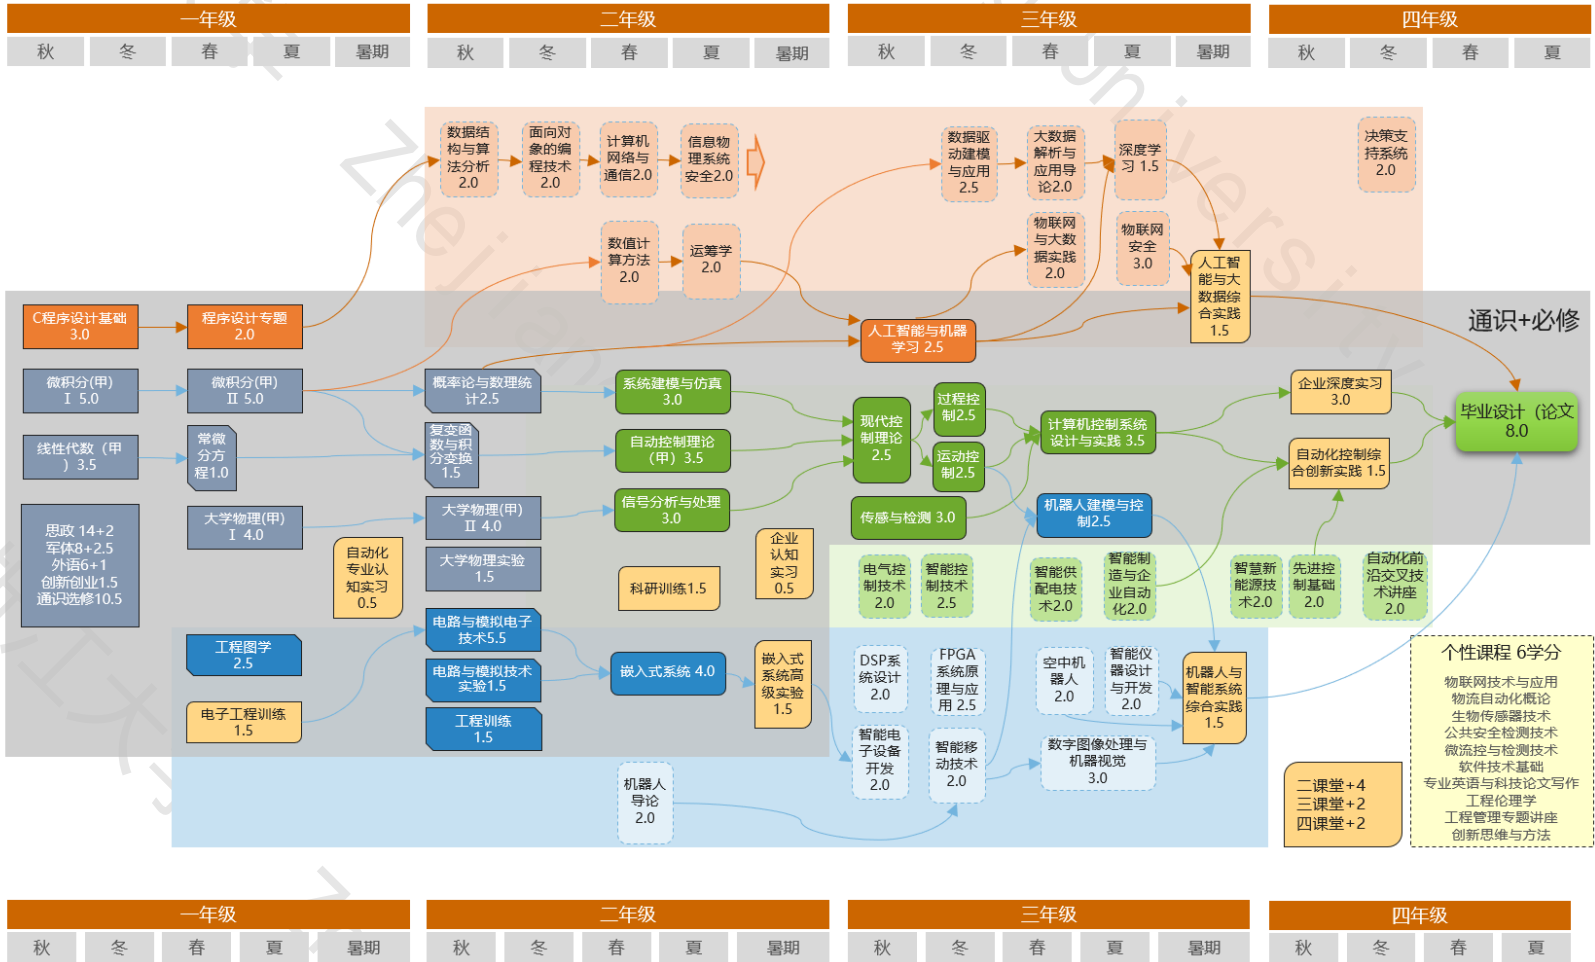 一年级
二年级
三年级
四年级
秋
冬
春
夏
暑期
秋
冬
春
夏
暑期
秋
冬
春
夏
暑期
秋
冬
春
夏
数据结
构与算
法分析
2.0
面向对
象的编
程技术
2.0
计算机
网络与
通信2.0
信息物
理系统
安全2.0
数据驱
动建模
与应用
2.5
大数据
解析与
应用导
论2.0
深度学
习 1.5
决策支
持系统
2.0
数值计
算方法
2.0
运筹学
2.0
物联网
与大数
据实践
2.0
物联网
安全
3.0
人工智
能与大
数据综
合实践
1.5
通识+必修
C程序设计基础
3.0
程序设计专题
2.0
人工智能与机器
学习 2.5
微积分(甲)
I 5.0
微积分(甲)
II 5.0
概率论与数理统
计2.5
系统建模与仿真
3.0
现代控
制理论
2.5
过程控
制2.5
运动控
制2.5
计算机控制系统
设计与实践 3.5
企业深度实习
3.0
毕业设计（论文
8.0
线性代数（甲
）3.5
常微
分方
程1.0
复变函
数与积
分变换
1.5
自动控制理论
（甲）3.5
自动化控制综
合创新实践 1.5
思政 14+2
军体8+2.5
外语6+1
创新创业1.5
通识选修10.5
大学物理(甲)
I 4.0
大学物理(甲)
II 4.0
信号分析与处理
3.0
传感与检测 3.0
机器人建模与控
制2.5
自动化
专业认
知实习
0.5
大学物理实验
1.5
科研训练1.5
企业
认知
实习
0.5
电气控
制技术
2.0
智能控
制技术
2.5
智能供
配电技
术2.0
智能制
造与企
业自动
化2.0
智慧新
能源技
术2.0
先进控
制基础
2.0
自动化前
沿交叉技
术讲座
2.0
工程图学
2.5
电路与模拟电子
技术5.5
电路与模拟技术
实验1.5
嵌入式系统 4.0
嵌入式
系统高
级实验
1.5
DSP系
统设计
2.0
FPGA
系统原
理与应
用 2.5
空中机
器人
2.0
智能仪
器设计
与开发
2.0
机器人与
智能系统
综合实践
1.5
电子工程训练
1.5
工程训练
1.5
智能电
子设备
开发
2.0
智能移
动技术
2.0
数字图像处理与
机器视觉
3.0
机器人
导论
2.0
二课堂+4
三课堂+2
四课堂+2
个性课程 6学分
物联网技术与应用
物流自动化概论
生物传感器技术
公共安全检测技术
微流控与检测技术
软件技术基础
专业英语与科技论文写作
工程伦理学
工程管理专题讲座
创新思维与方法
一年级
二年级
三年级
四年级
秋
冬
春
夏
暑期
秋
冬
春
夏
暑期
秋
冬
春
夏
暑期
秋
冬
春
夏